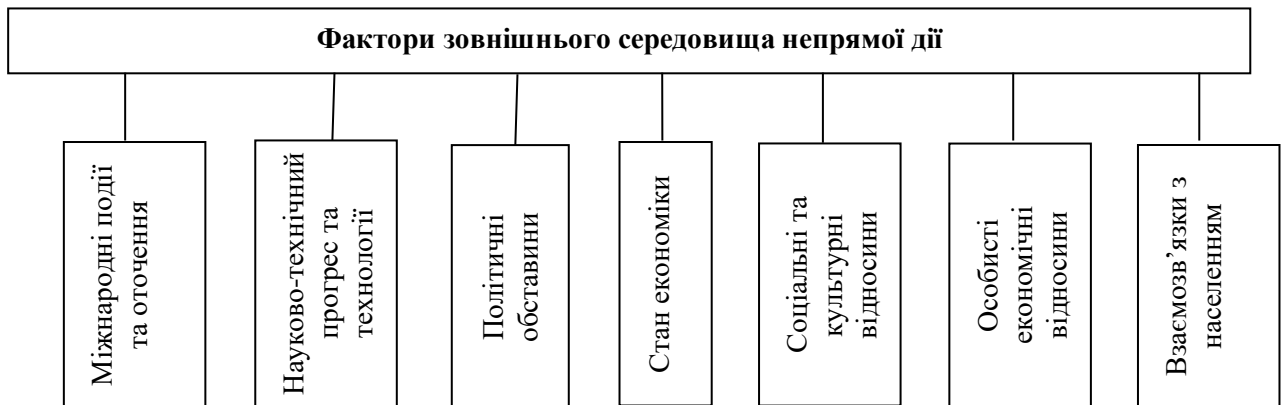 Фактори зовнішнього середовища непрямої дії
Міжнародні події
та оточення
Науково-технічний
прогрес та
технології
Політичні
обставини
Стан економіки
Соціальні та
культурні
відносини
Особисті
економічні
відносини
Взаємозв’язки з
населенням